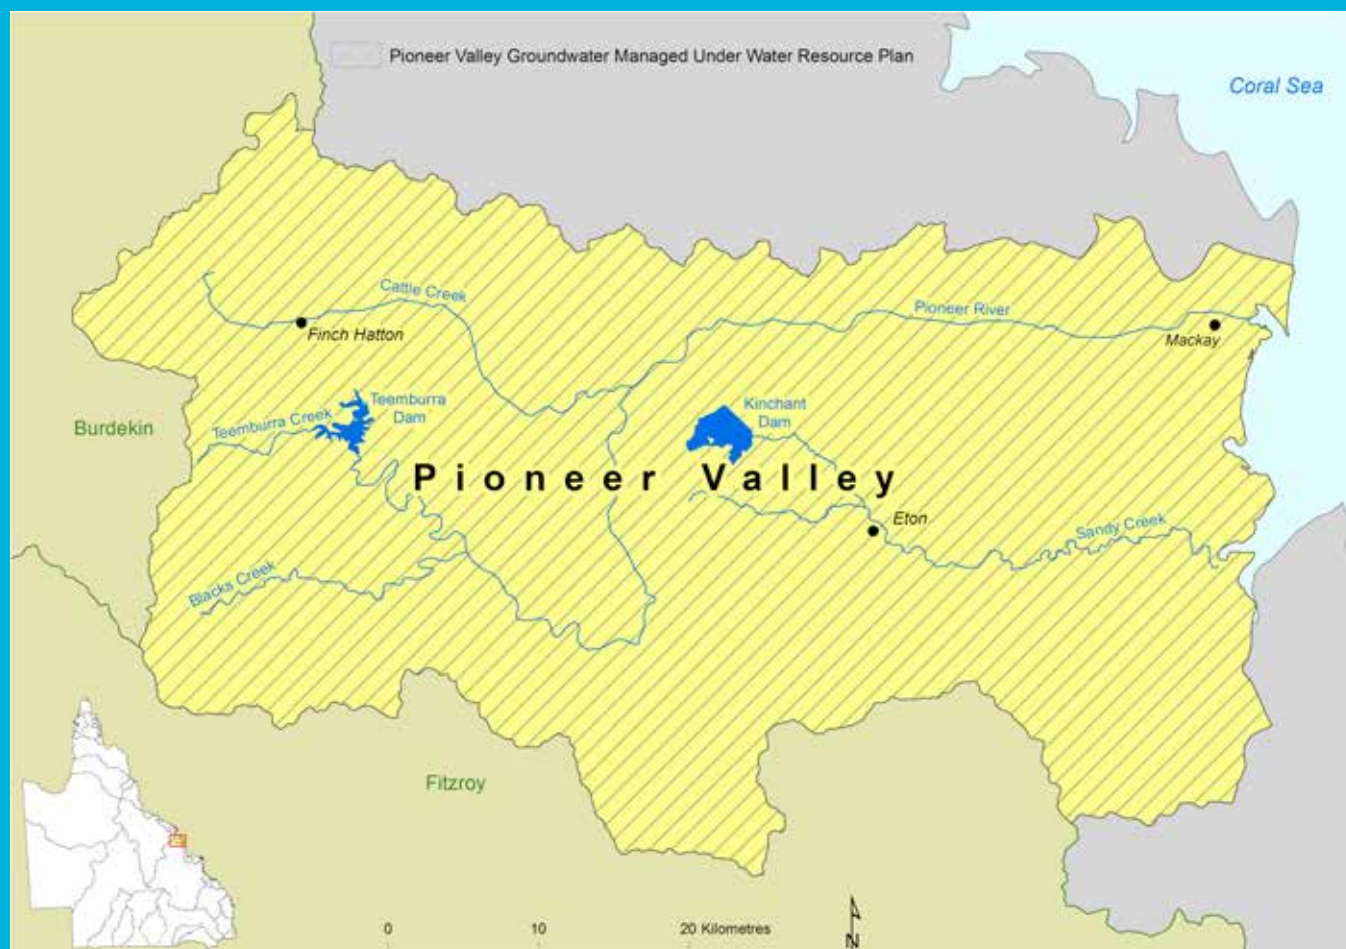 Pioneer Valley Groundwater Managed Under Water Resource Plan
Coral Sea
Cattle Creek
Pioneer River
Finch Hatton
Mackay
Teemburra Creek
Teemburra
Dam
Kinchant
Dam
Burdekin
Pioneer Valley
Eton
Sandy Creek
Blacks Creek
Fitzroy
0 10 20 Kilometres
N